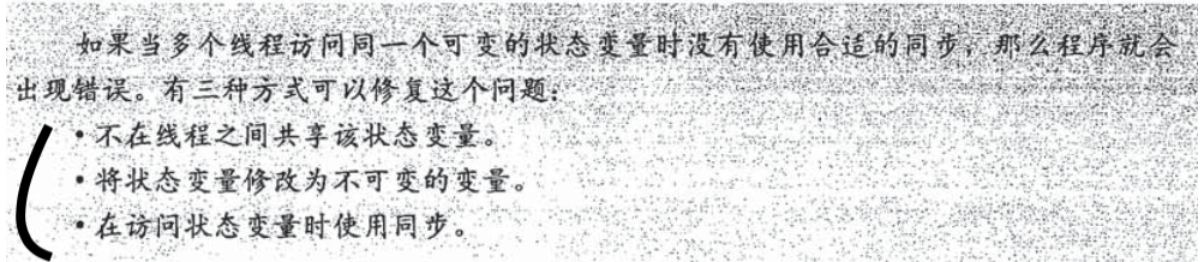 如果当多个线程访问同一个可变的状态变量时没有使用合适的同步，那么程序就会
出现错误。有三种方式可以修复这个问题：
•不在线程之间共享该状态变量。
•将状态变量修改为不可变的变量。
•在访问状态变量时使用同步。